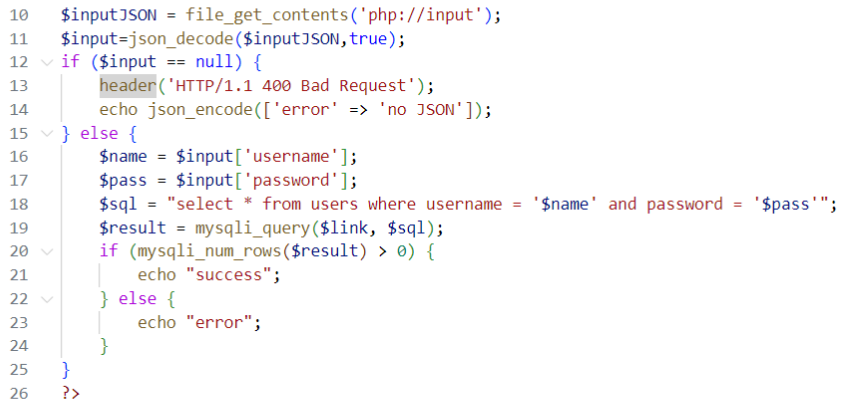 10 $inputJSON = file_get_contents('php://input');
11 $input=json_decode($inputJSON,true);
12 if ($input == null) {
13     header('HTTP/1.1 400 Bad Request');
14     echo json_encode(['error' => 'no JSON']);
15 } else {
16     $name = $input['username'];
17     $pass = $input['password'];
18     $sql = "select * from users where username = '$name' and password = '$pass'";
19     $result = mysqli_query($link, $sql);
20     if (mysqli_num_rows($result) > 0) {
21         echo "success";
22     } else {
23         echo "error";
24     }
25 }
26 ?>